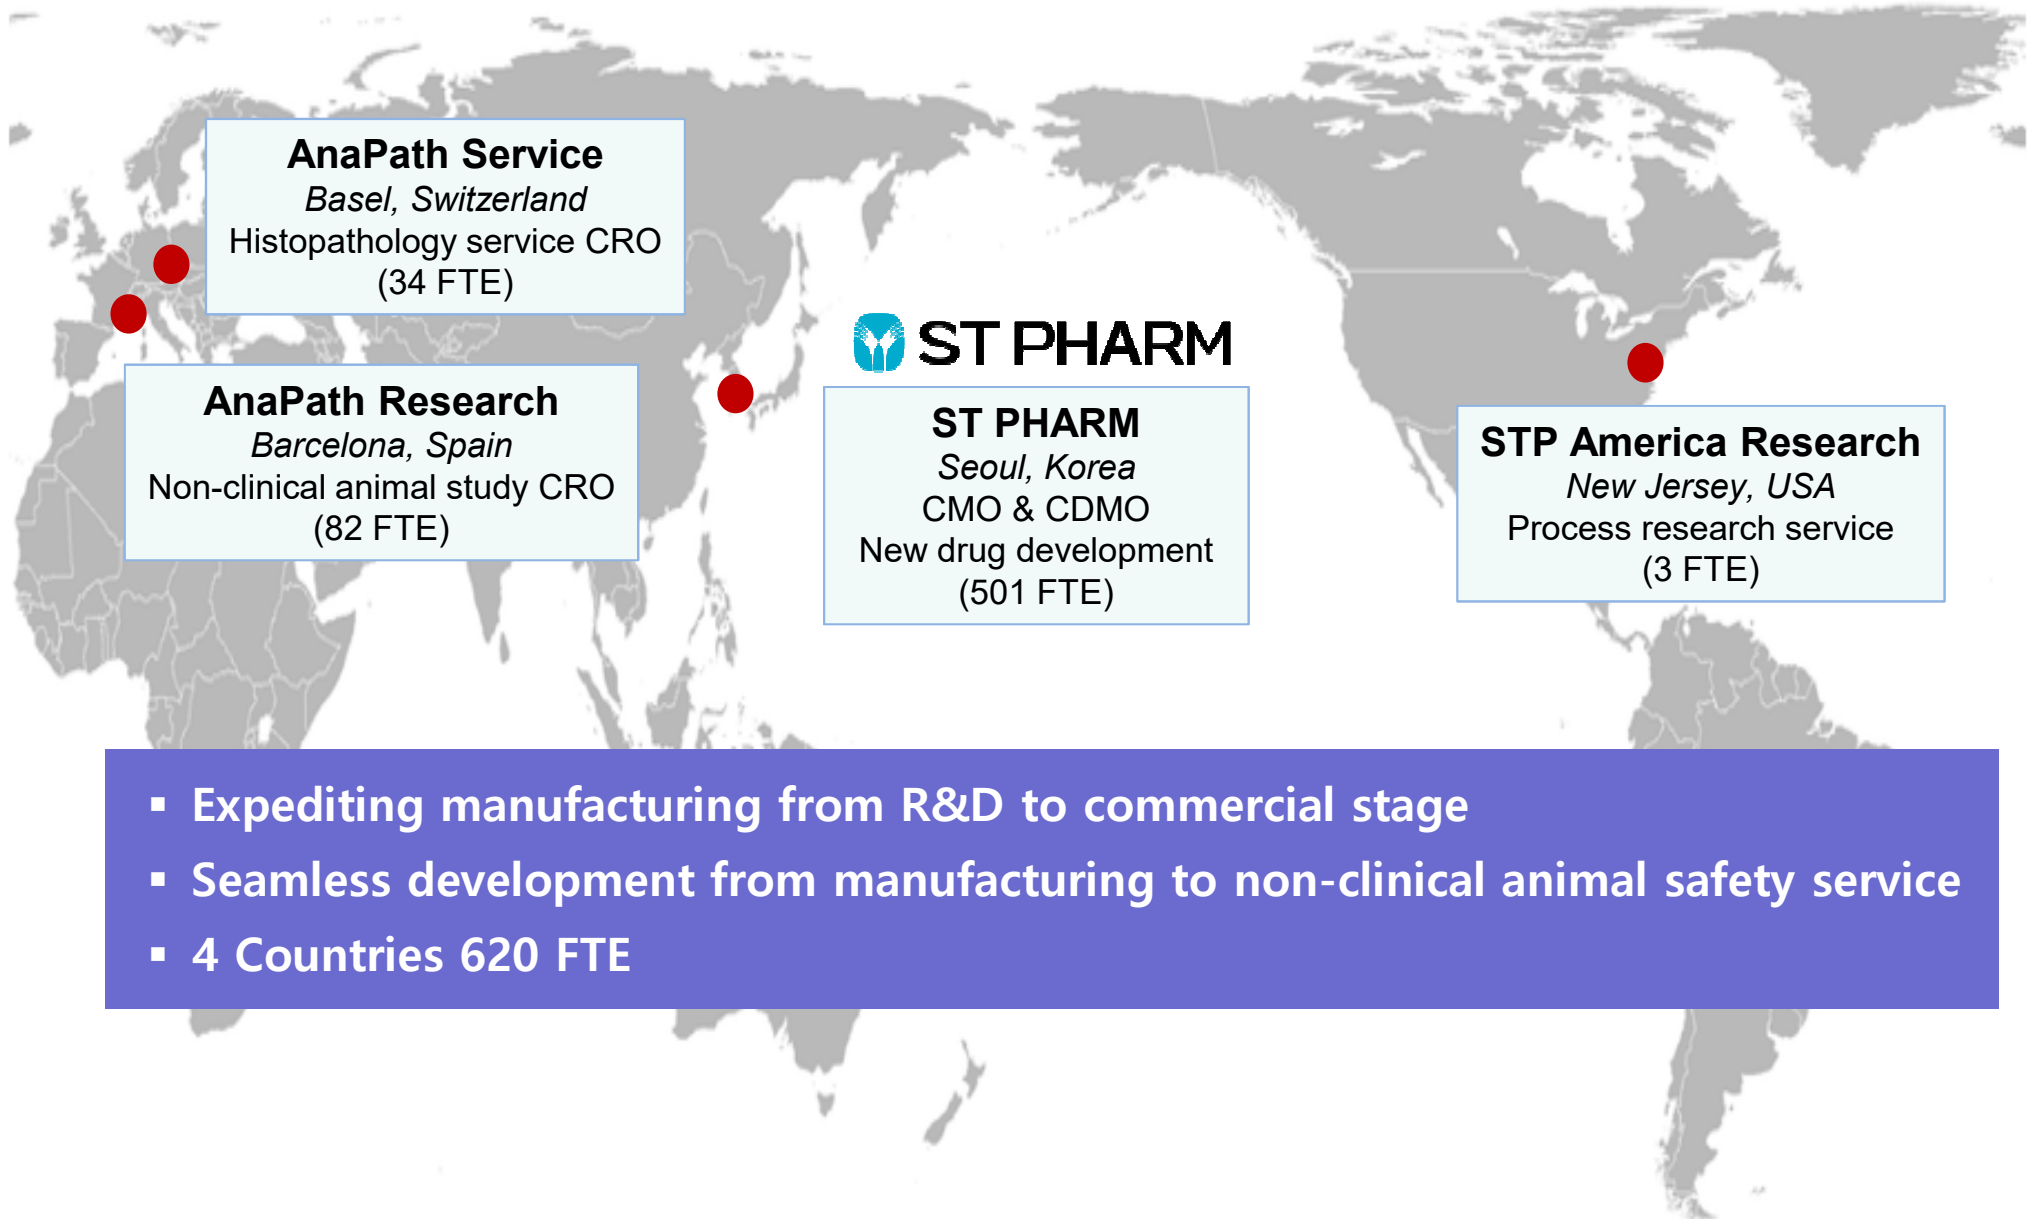 AnaPath Service
Basel, Switzerland
Histopathology service CRO
(34 FTE)
AnaPath Research
Barcelona, Spain
Non-clinical animal study CRO
(82 FTE)
ST PHARM
ST PHARM
Seoul, Korea
CMO & CDMO
New drug development
(501 FTE)
STP America Research
New Jersey, USA
Process research service
(3 FTE)
▪ Expediting manufacturing from R&D to commercial stage
▪ Seamless development from manufacturing to non-clinical animal safety service
▪ 4 Countries 620 FTE